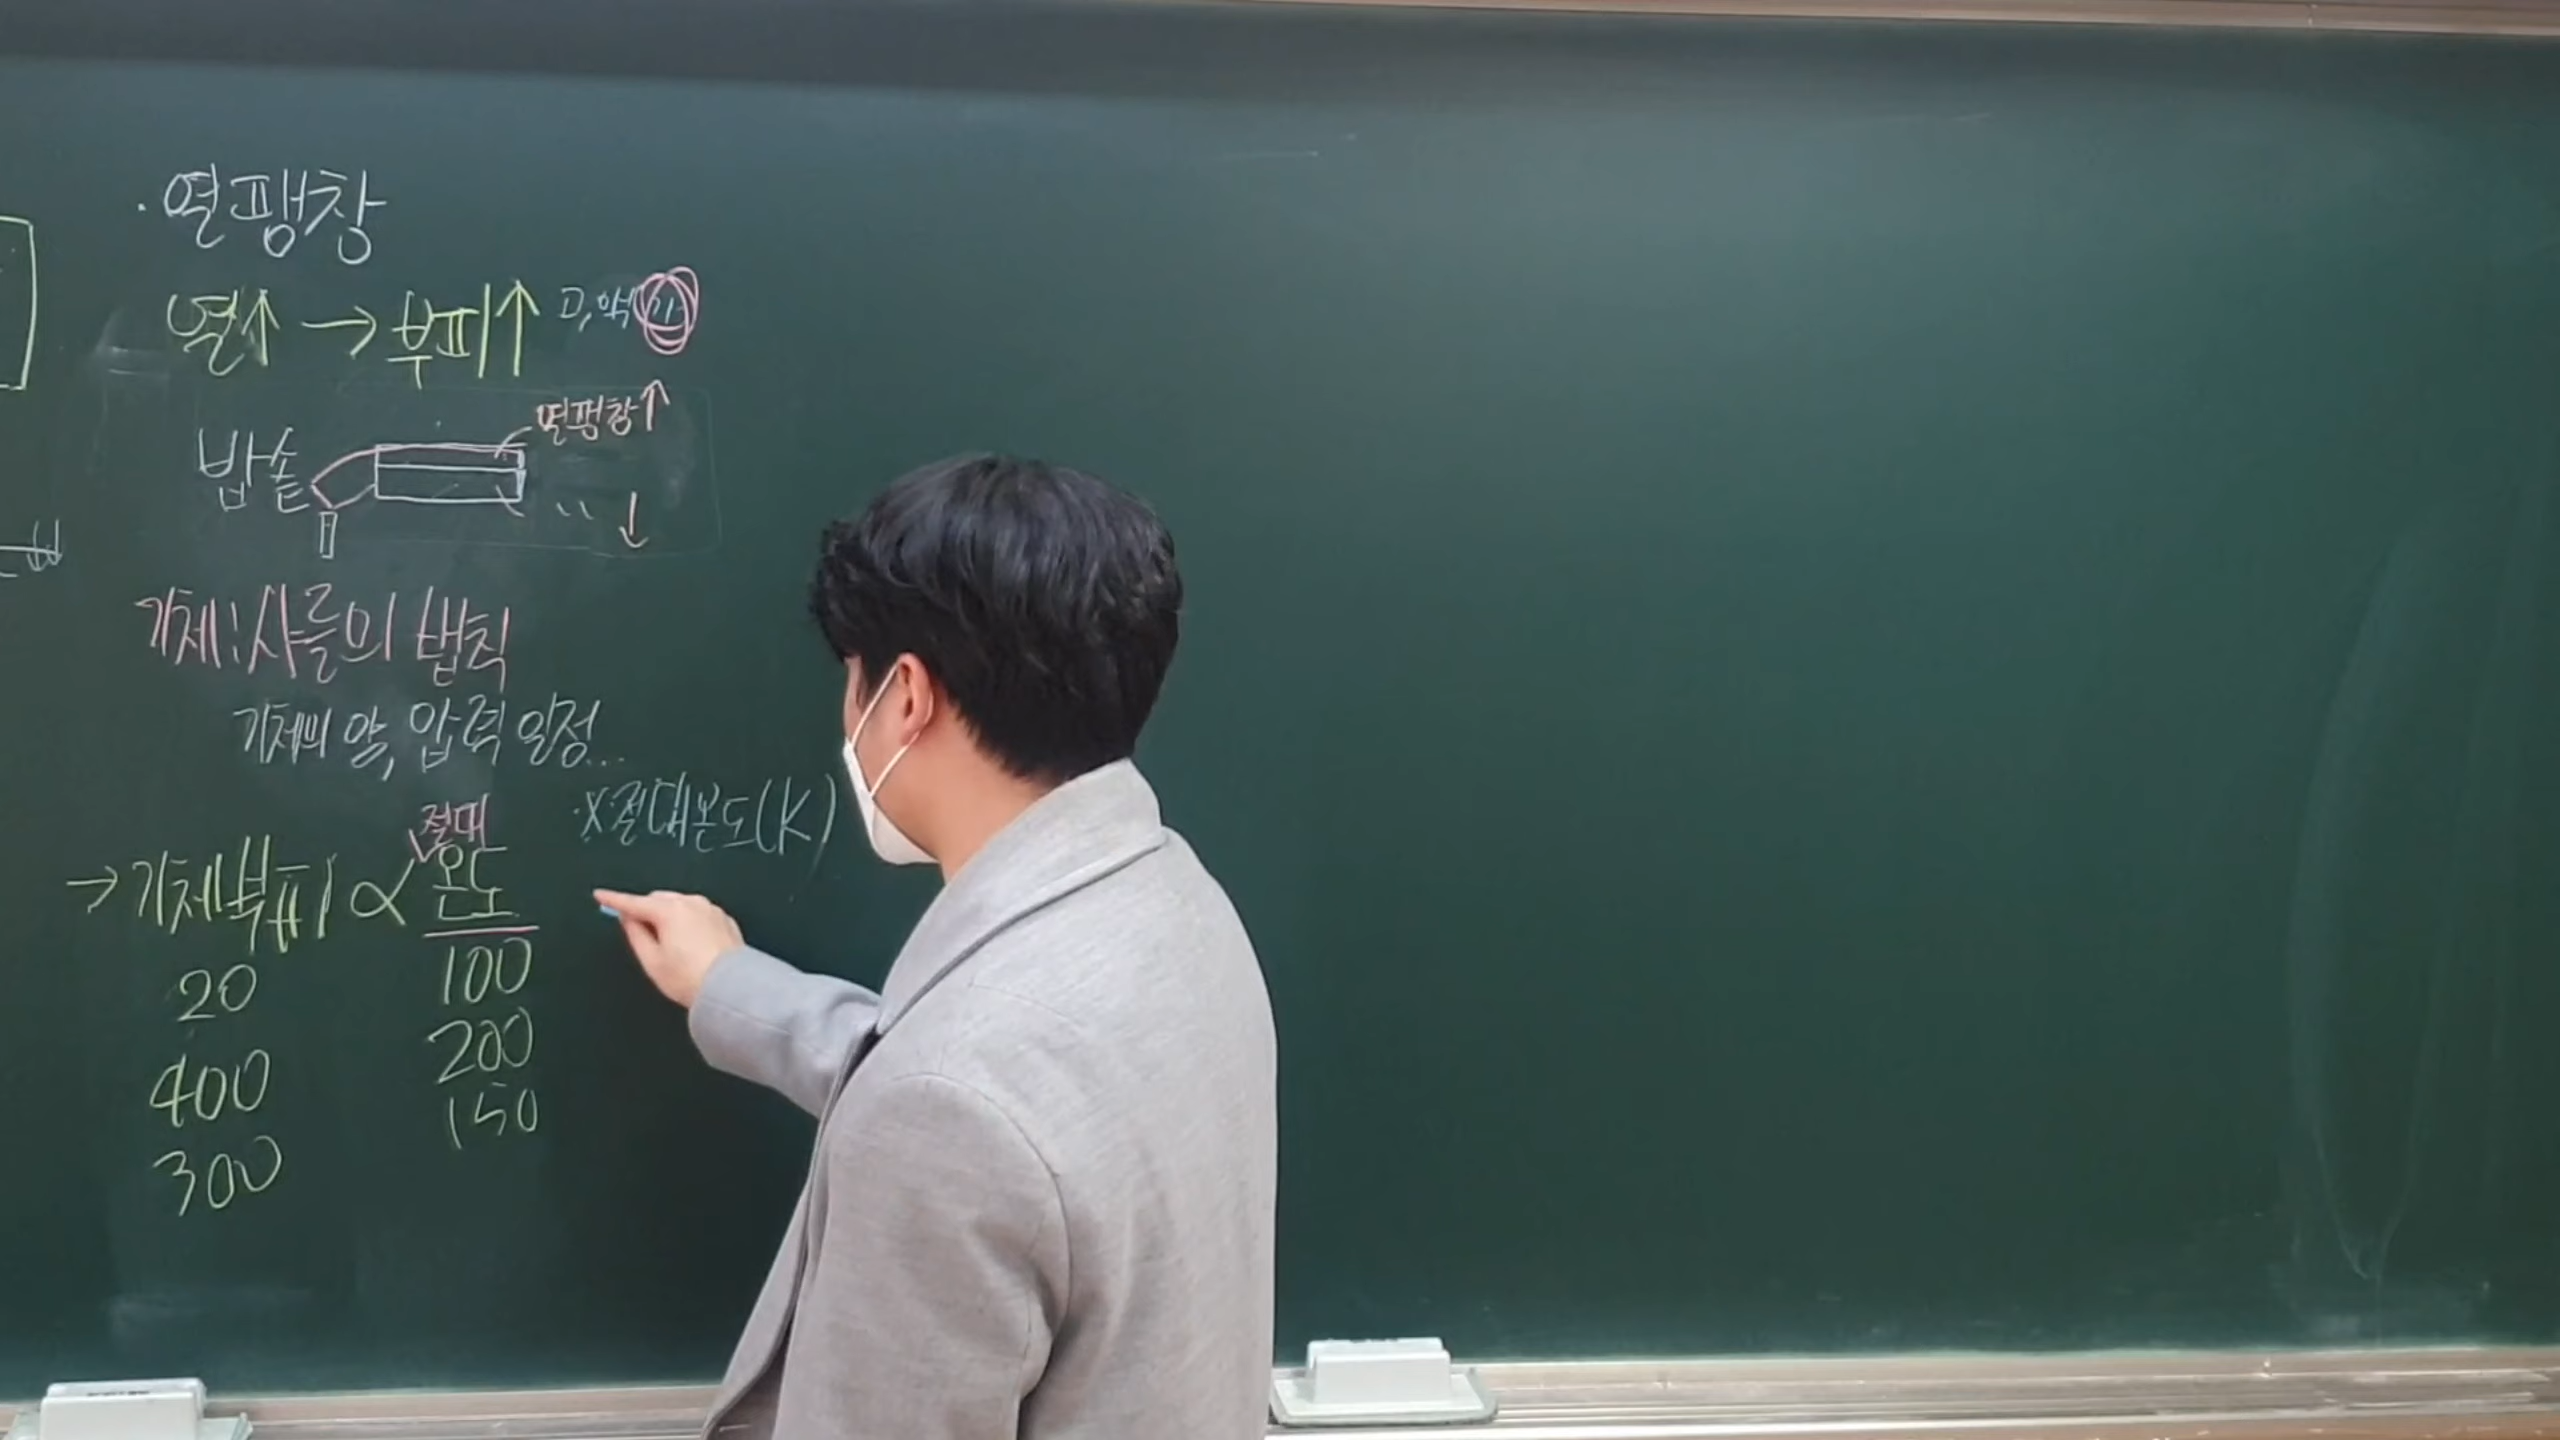 · 열팽창
열↑ → 부피↑ 고, 액, 기
열팽창↑
밥솥
〃 ↓
기체 : 샤를의 법칙
기체의 양, 압력 일정...
※절대온도(K)
절대
→ 기체 부피 ∝ 온도
20 100
400 200
300 150